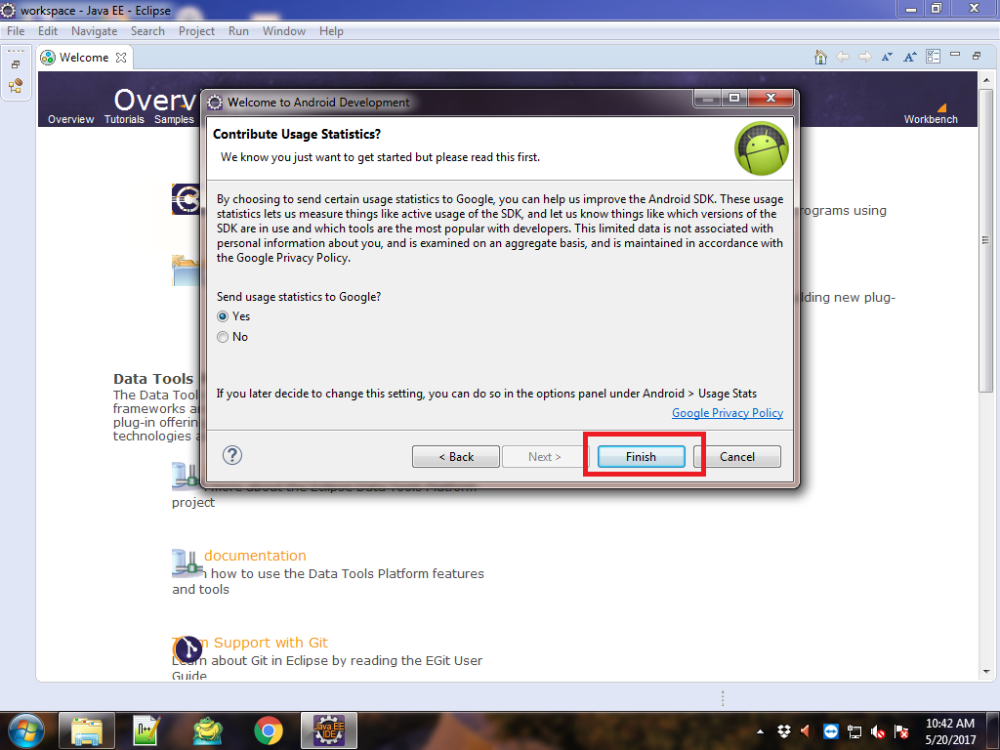 workspace - Java EE - Eclipse
File Edit Navigate Search Project Run Window Help
Welcome
Overv
Overview Tutorials Samples
Workbench
Welcome to Android Development
Contribute Usage Statistics?
We know you just want to get started but please read this first.
By choosing to send certain usage statistics to Google, you can help us improve the Android SDK. These usage
statistics lets us measure things like active usage of the SDK, and let us know things like which versions of the
SDK are in use and which tools are the most popular with developers. This limited data is not associated with
personal information about you, and is examined on an aggregate basis, and is maintained in accordance with
the Google Privacy Policy.
Send usage statistics to Google?
Yes
No
If you later decide to change this setting, you can do so in the options panel under Android > Usage Stats
Google Privacy Policy
?
< Back Next > Finish Cancel
rograms using
lding new plug-
Data Tools
The Data Tool
frameworks a
plug-in offerin
technologies
more about the Eclipse Data Tools Platform
project
documentation
how to use the Data Tools Platform features
and tools
m Support with Git
Learn about Git in Eclipse by reading the EGit User
Guide
Java EE
IDE
10:42 AM
5/20/2017